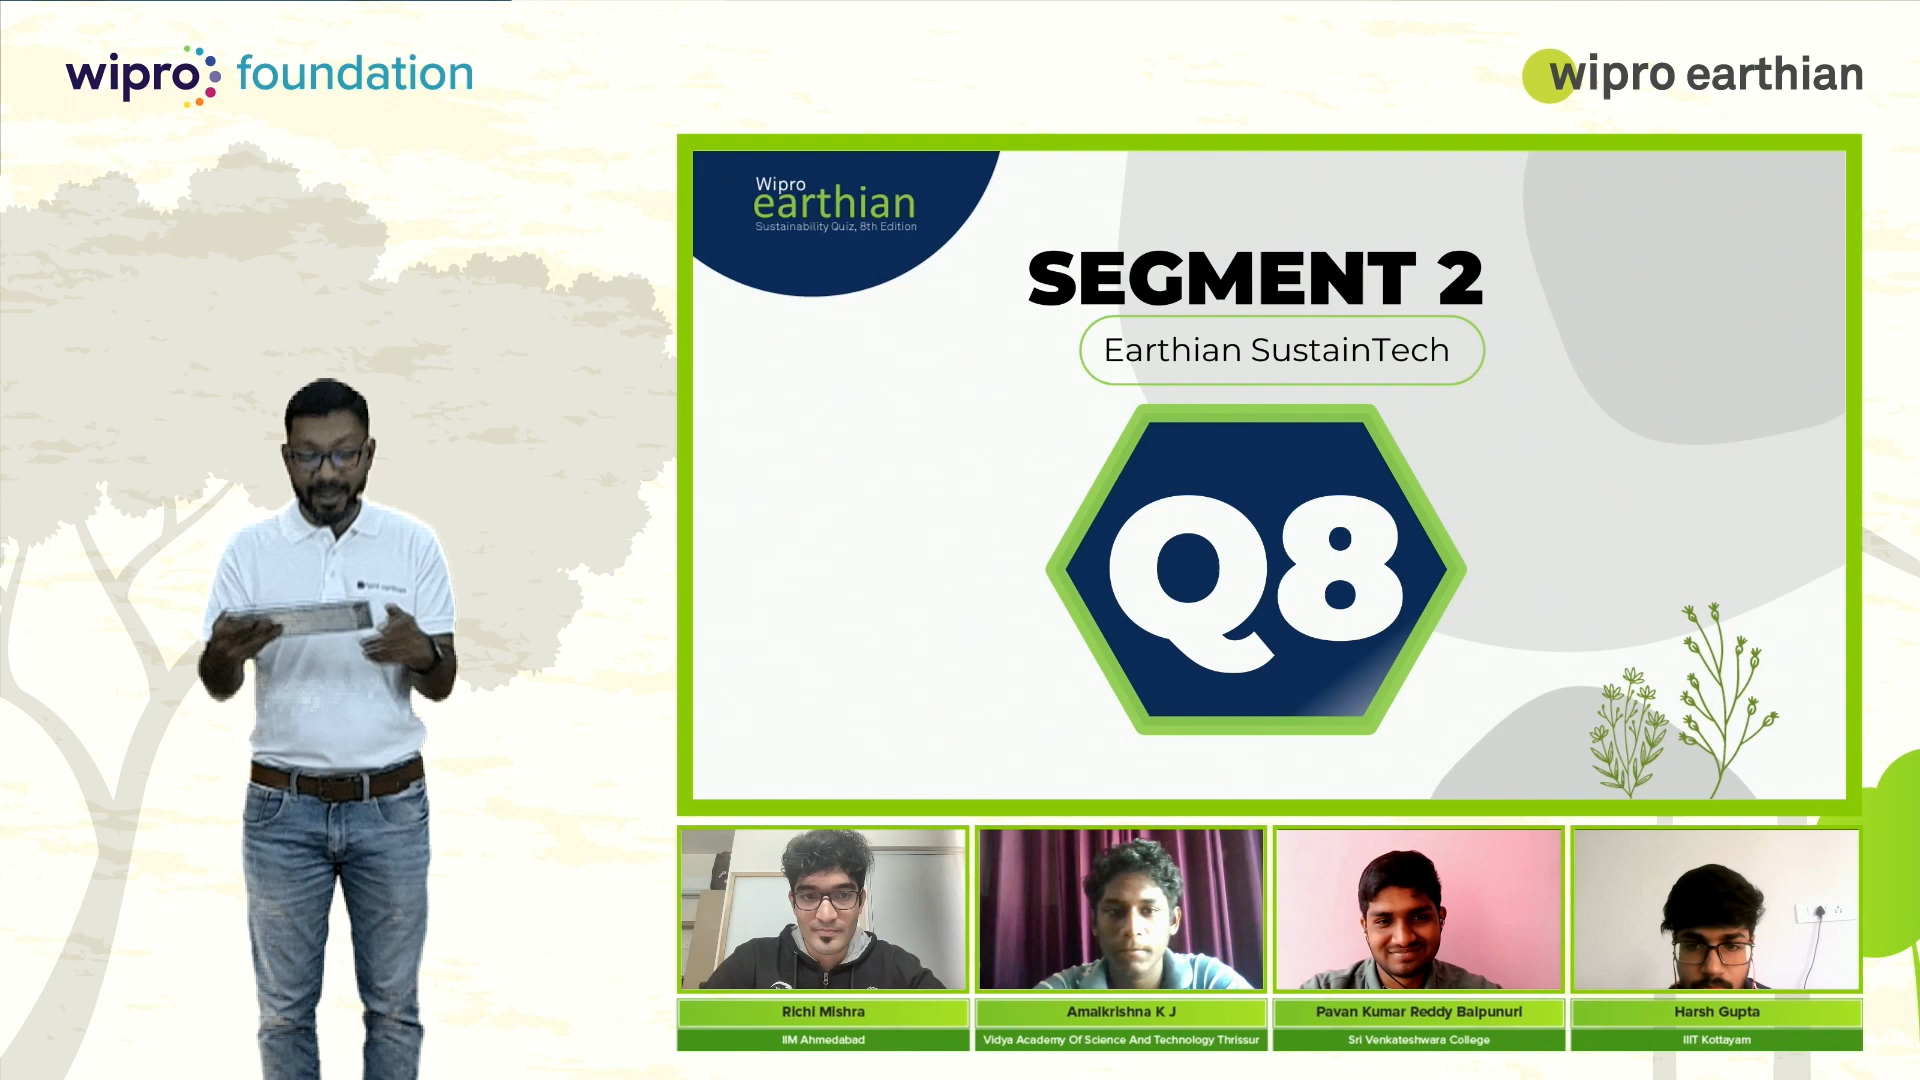 wipro foundation
wipro earthian
Wipro
earthian
Sustainability Quiz, 8th Edition
SEGMENT 2
Earthian SustainTech
Q8
Richi Mishra
IIM Ahmedabad
Amalkrishna K J
Vidya Academy Of Science And Technology Thrissur
Pavan Kumar Reddy Balpunuri
Sri Venkateshwara College
Harsh Gupta
IIIT Kottayam